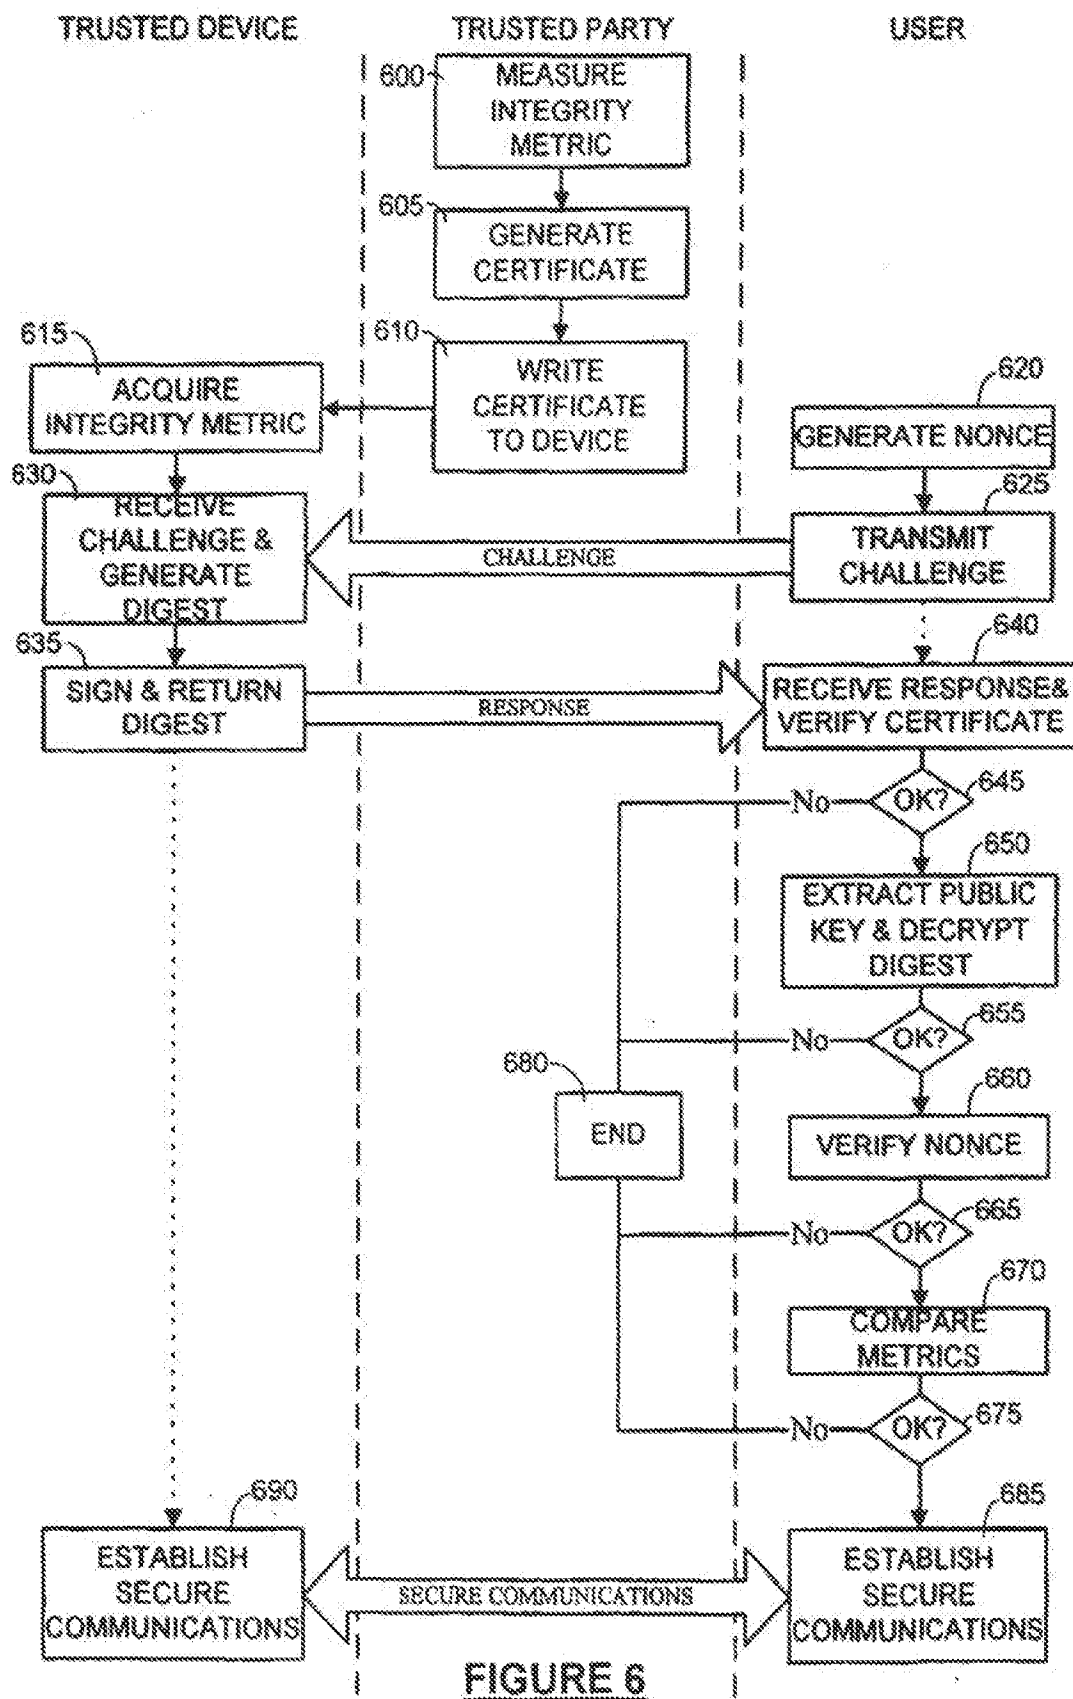 TRUSTED DEVICE
TRUSTED PARTY
USER
600
MEASURE
INTEGRITY
METRIC
605
GENERATE
CERTIFICATE
610
WRITE
CERTIFICATE
TO DEVICE
615
ACQUIRE
INTEGRITY METRIC
620
GENERATE NONCE
625
TRANSMIT
CHALLENGE
CHALLENGE
630
RECEIVE
CHALLENGE &
GENERATE
DIGEST
635
SIGN & RETURN
DIGEST
RESPONSE
640
RECEIVE RESPONSE&
VERIFY CERTIFICATE
645
OK?
No
650
EXTRACT PUBLIC
KEY & DECRYPT
DIGEST
655
OK?
No
680
END
660
VERIFY NONCE
665
OK?
No
670
COMPARE
METRICS
675
OK?
No
690
ESTABLISH
SECURE
COMMUNICATIONS
SECURE COMMUNICATIONS
685
ESTABLISH
SECURE
COMMUNICATIONS
FIGURE 6